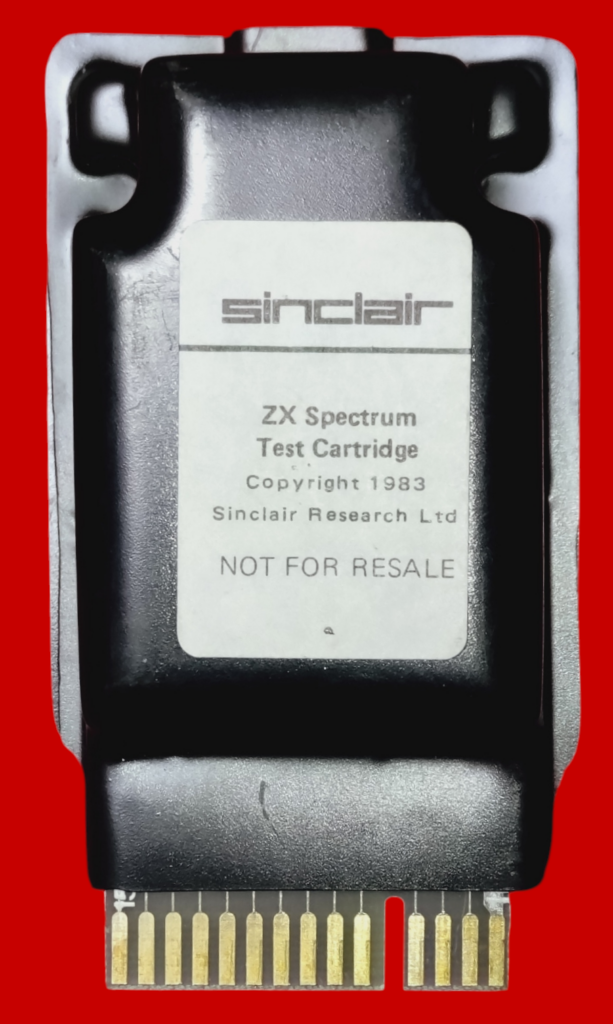 sinclair
ZX Spectrum
Test Cartridge
Copyright 1983
Sinclair Research Ltd
NOT FOR RESALE